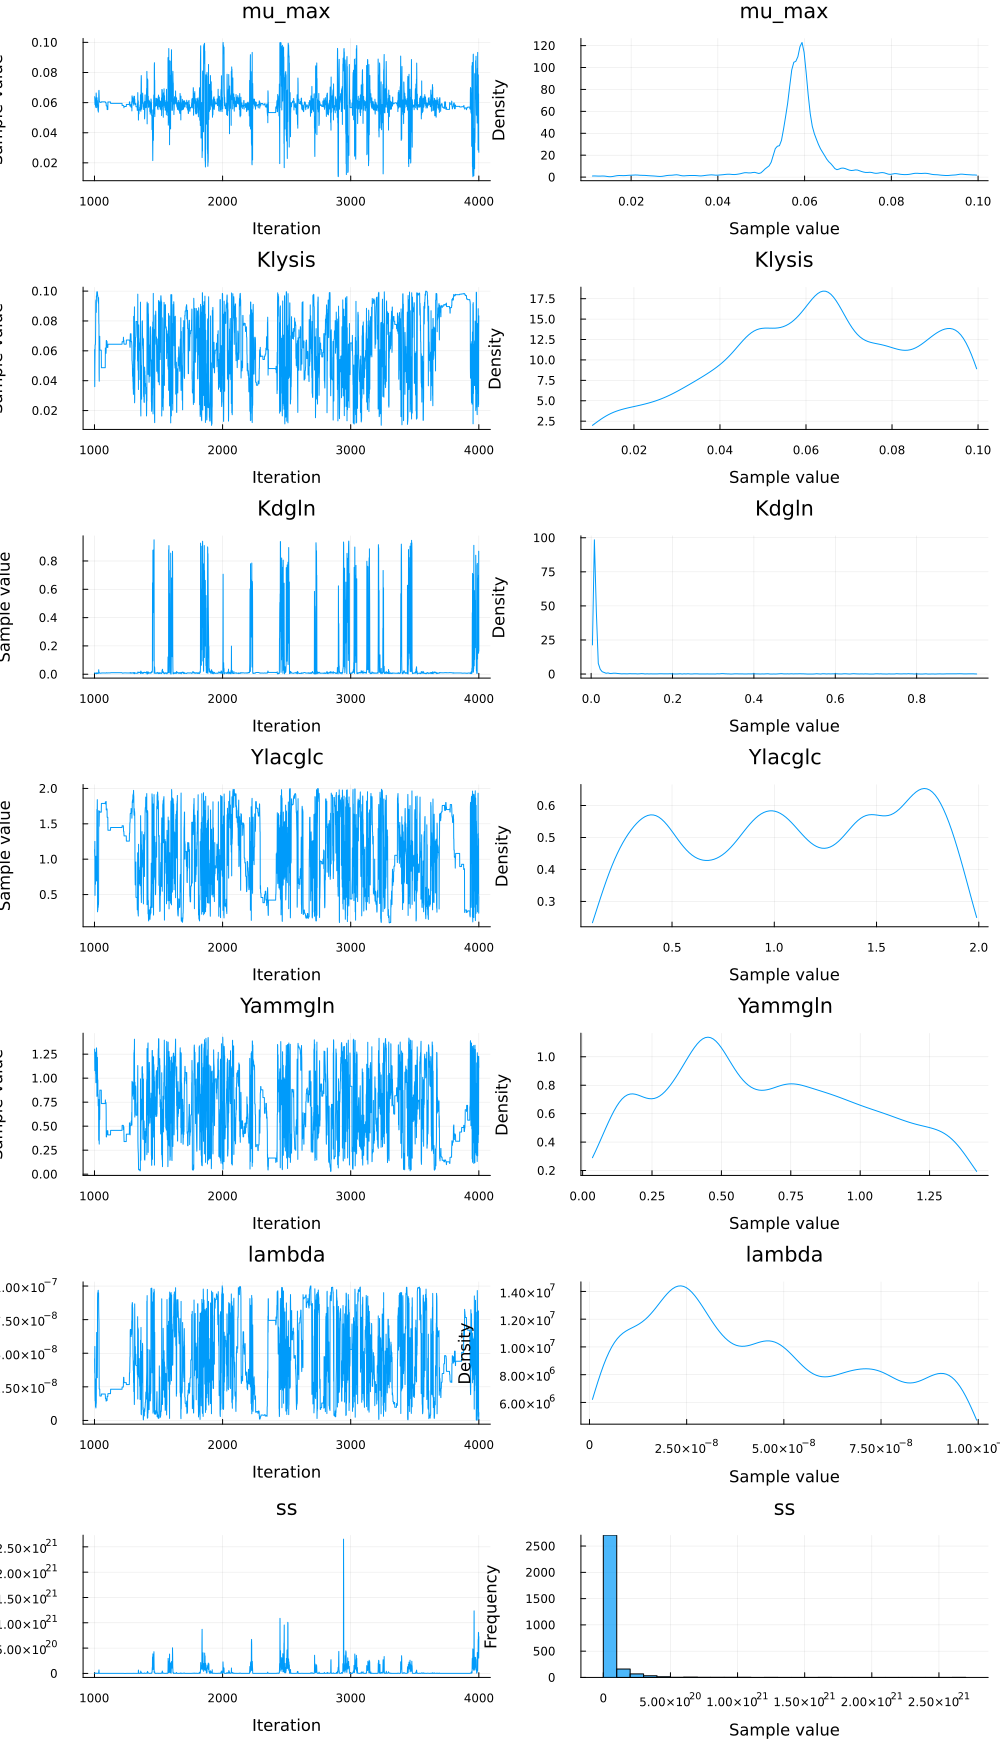 mu_max mu_max
0.10
0.08
0.06
0.04
0.02
1000 2000 3000 4000
Iteration
Density
120
100
80
60
40
20
0
0.02 0.04 0.06 0.08 0.10
Sample value
Klysis Klysis
0.10
0.08
0.06
0.04
0.02
1000 2000 3000 4000
Iteration
Density
17.5
15.0
12.5
10.0
7.5
5.0
2.5
0.02 0.04 0.06 0.08 0.10
Sample value
Kdgln Kdgln
Sample value
0.8
0.6
0.4
0.2
0.0
1000 2000 3000 4000
Iteration
Density
100
75
50
25
0
0.0 0.2 0.4 0.6 0.8
Sample value
Ylacglc Ylacglc
Sample value
2.0
1.5
1.0
0.5
1000 2000 3000 4000
Iteration
Density
0.6
0.5
0.4
0.3
0.5 1.0 1.5 2.0
Sample value
Yammgln Yammgln
1.25
1.00
0.75
0.50
0.25
0.00
1000 2000 3000 4000
Iteration
Density
1.0
0.8
0.6
0.4
0.2
0.00 0.25 0.50 0.75 1.00 1.25
Sample value
lambda lambda
.00×10⁻⁷
.50×10⁻⁸
.00×10⁻⁸
.50×10⁻⁸
0
1000 2000 3000 4000
Iteration
Density
1.40×10⁷
1.20×10⁷
1.00×10⁷
8.00×10⁶
6.00×10⁶
0 2.50×10⁻⁸ 5.00×10⁻⁸ 7.50×10⁻⁸ 1.00×10⁻
Sample value
ss ss
2.50×10²¹
2.00×10²¹
1.50×10²¹
1.00×10²¹
5.00×10²⁰
0
1000 2000 3000 4000
Iteration
Frequency
2500
2000
1500
1000
500
0
0 5.00×10²⁰ 1.00×10²¹ 1.50×10²¹ 2.00×10²¹ 2.50×10²¹
Sample value